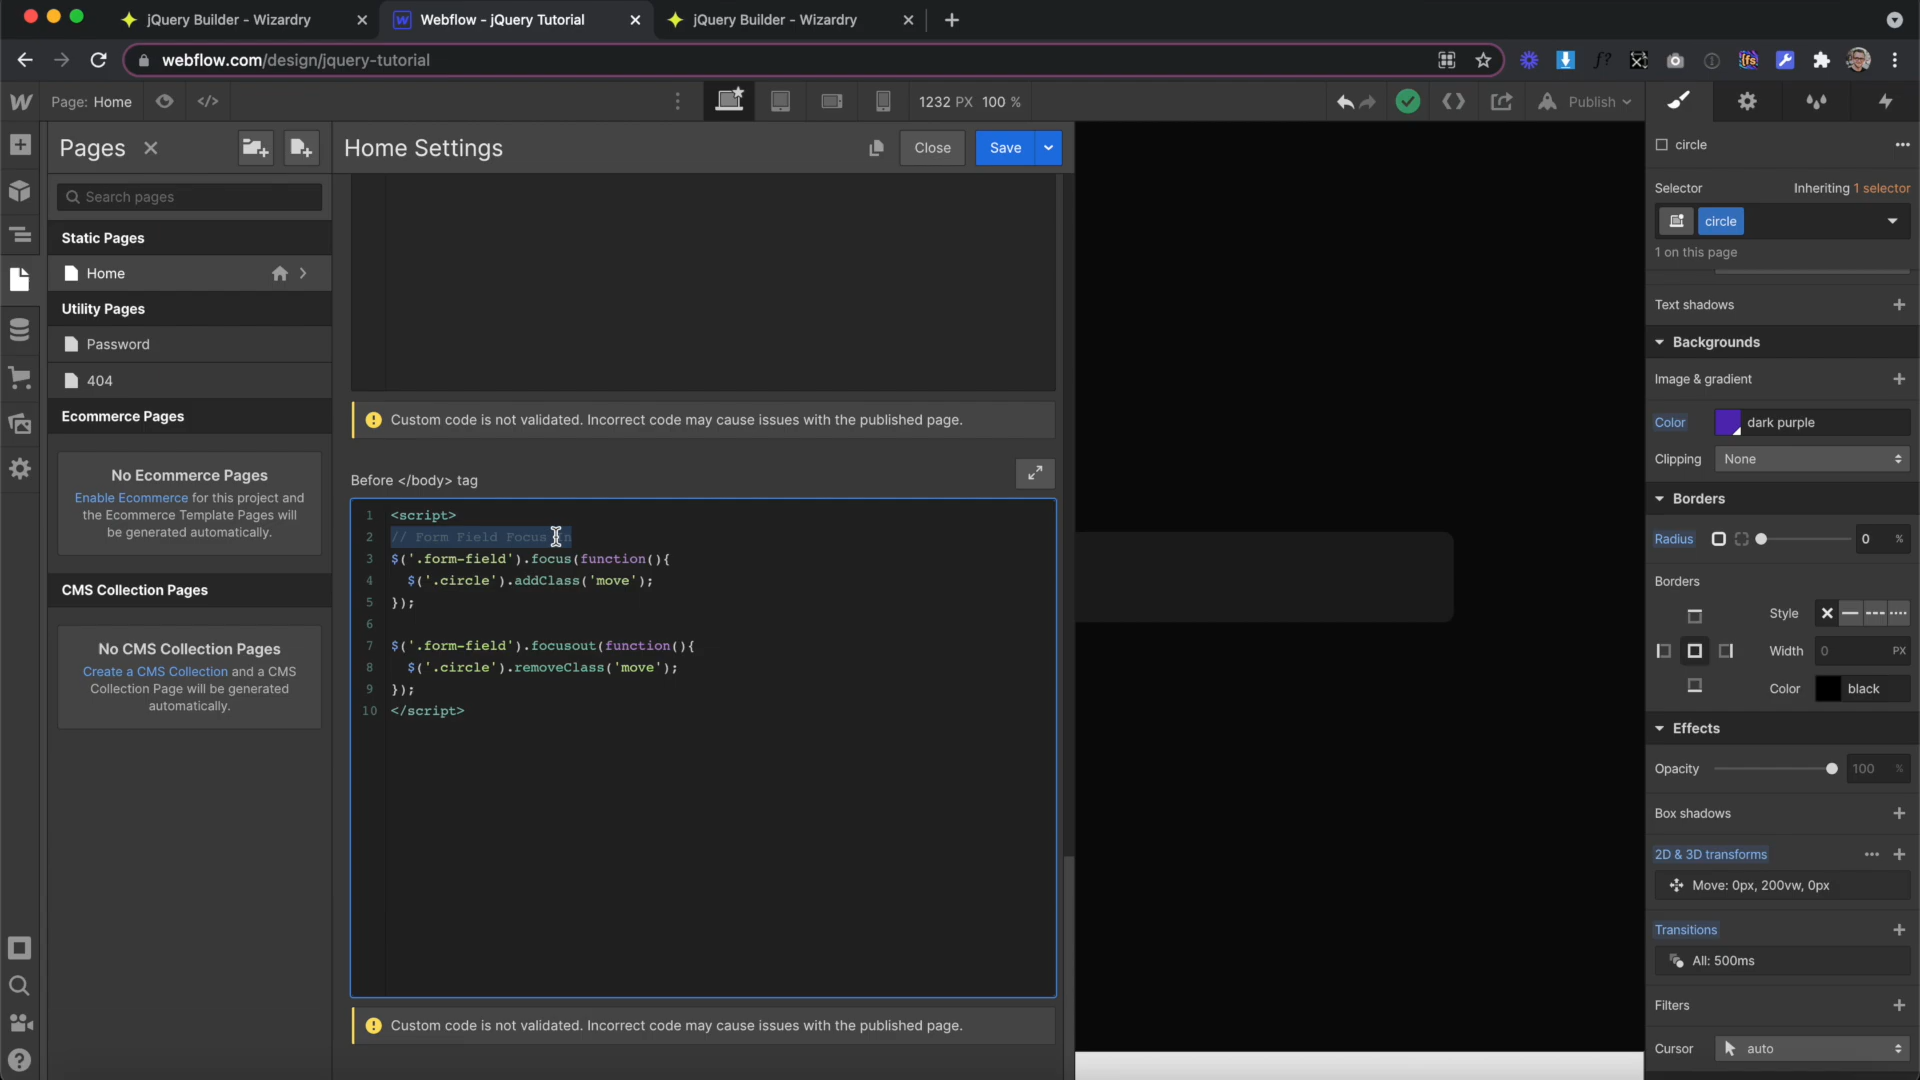 jQuery Builder - Wizardry
Webflow - jQuery Tutorial
jQuery Builder - Wizardry
webflow.com/design/jquery-tutorial
Page: Home
1232 PX 100 %
Publish
Pages
Search pages
Static Pages
Home
Utility Pages
Password
404
Ecommerce Pages
No Ecommerce Pages
Enable Ecommerce for this project and
the Ecommerce Template Pages will
be generated automatically.
CMS Collection Pages
No CMS Collection Pages
Create a CMS Collection and a CMS
Collection Page will be generated
automatically.
Home Settings
Close
Save
Custom code is not validated. Incorrect code may cause issues with the published page.
Before </body> tag
1 <script>
2 // Form Field Focus In
3 $('.form-field').focus(function(){
4 $('.circle').addClass('move');
5 });
6
7 $('.form-field').focusout(function(){
8 $('.circle').removeClass('move');
9 });
10 </script>
Custom code is not validated. Incorrect code may cause issues with the published page.
circle
Selector
Inheriting 1 selector
circle
1 on this page
Text shadows
Backgrounds
Image & gradient
Color
dark purple
Clipping
None
Borders
Radius
0 %
Borders
Style
Width
0 PX
Color
black
Effects
Opacity
100 %
Box shadows
2D & 3D transforms
Move: 0px, 200vw, 0px
Transitions
All: 500ms
Filters
Cursor
auto